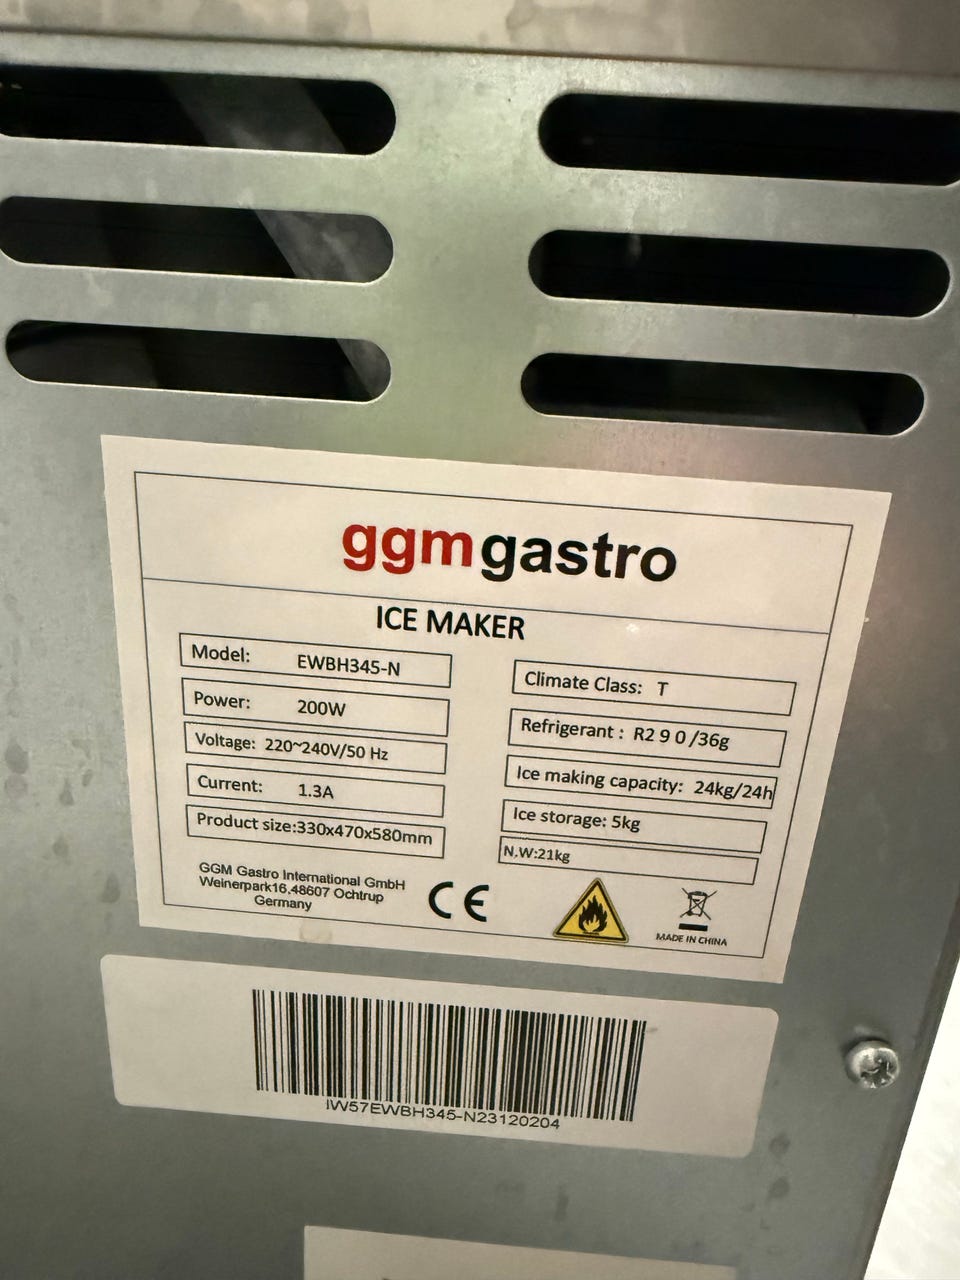 ggmgastro
ICE MAKER
Model: EWBH345-N
Power: 200W
Voltage: 220~240V/50 Hz
Current: 1.3A
Product size:330x470x580mm
Climate Class: T
Refrigerant : R2 9 0 /36g
Ice making capacity: 24kg/24h
Ice storage: 5kg
N.W:21kg
GGM Gastro International GmbH
Weinerpark16,48607 Ochtrup
Germany
CE
MADE IN CHINA
IW57EWBH345-N23120204